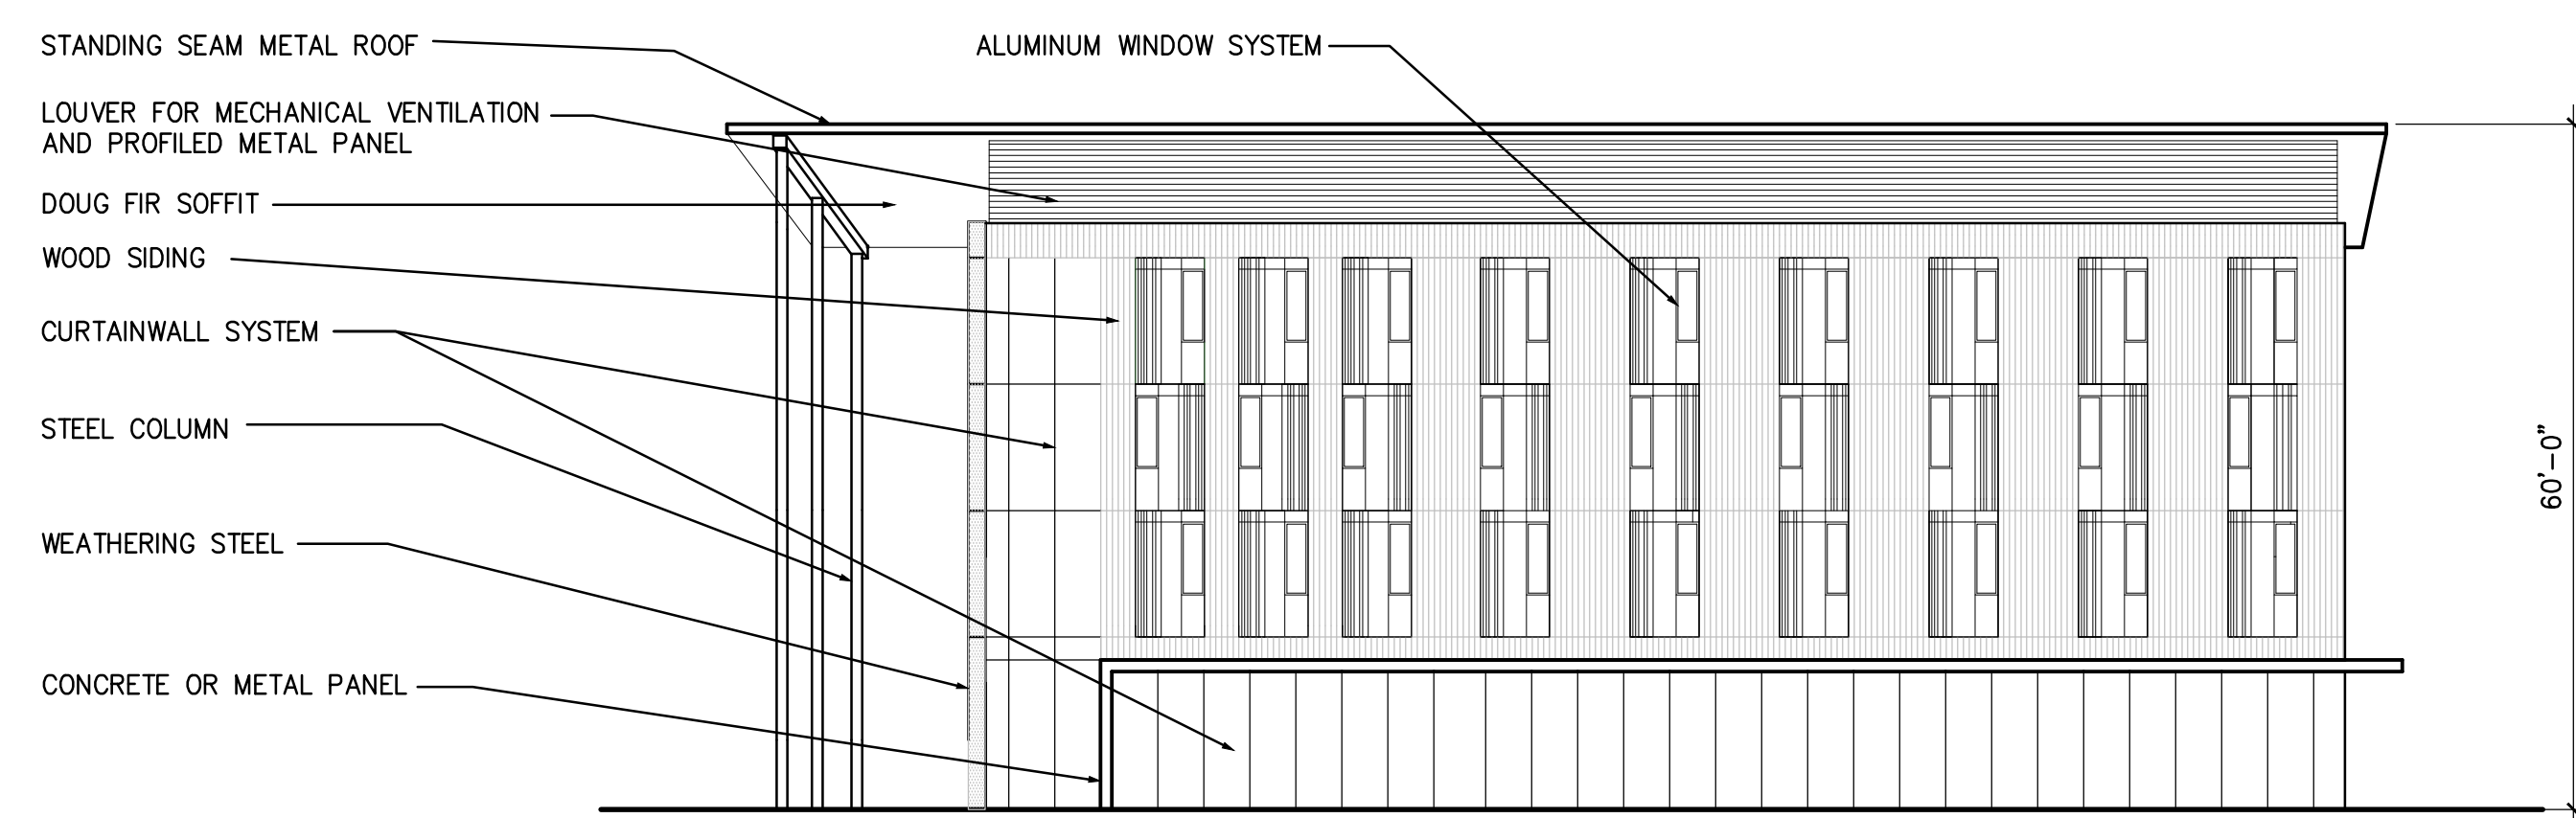 STANDING SEAM METAL ROOF
ALUMINUM WINDOW SYSTEM
LOUVER FOR MECHANICAL VENTILATION
AND PROFILED METAL PANEL
DOUG FIR SOFFIT
WOOD SIDING
CURTAINWALL SYSTEM
STEEL COLUMN
WEATHERING STEEL
CONCRETE OR METAL PANEL
60'-0"